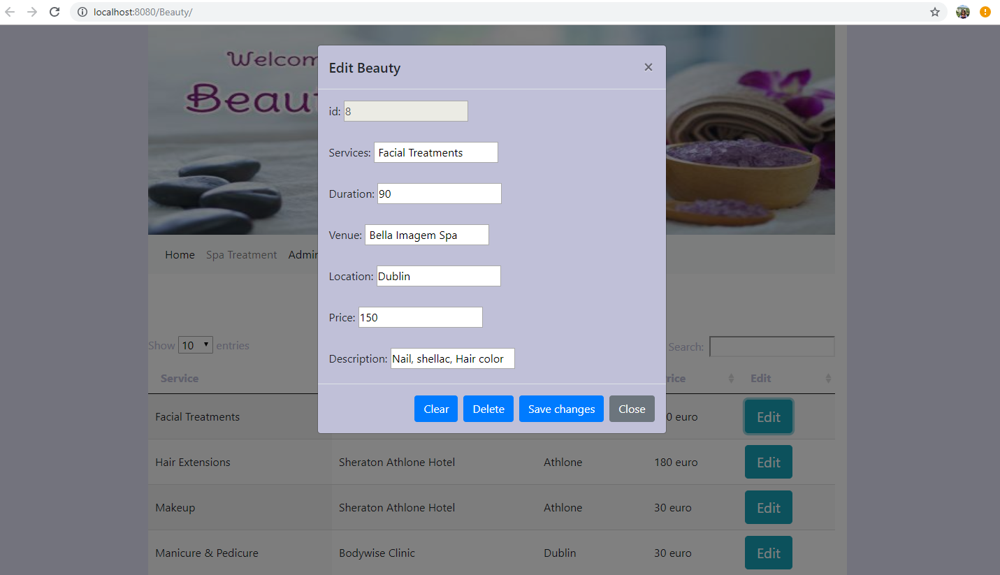 localhost:8080/Beauty/
Welcom
Beaut
Edit Beauty ×
id: 8
Services: Facial Treatments
Duration: 90
Venue: Bella Imagem Spa
Location: Dublin
Price: 150
Description: Nail, shellac, Hair color
Clear Delete Save changes Close
Home Spa Treatment Admin
Show 10 entries Search:
Service rice Edit
Facial Treatments 0 euro Edit
Hair Extensions Sheraton Athlone Hotel Athlone 180 euro Edit
Makeup Sheraton Athlone Hotel Athlone 30 euro Edit
Manicure & Pedicure Bodywise Clinic Dublin 30 euro Edit